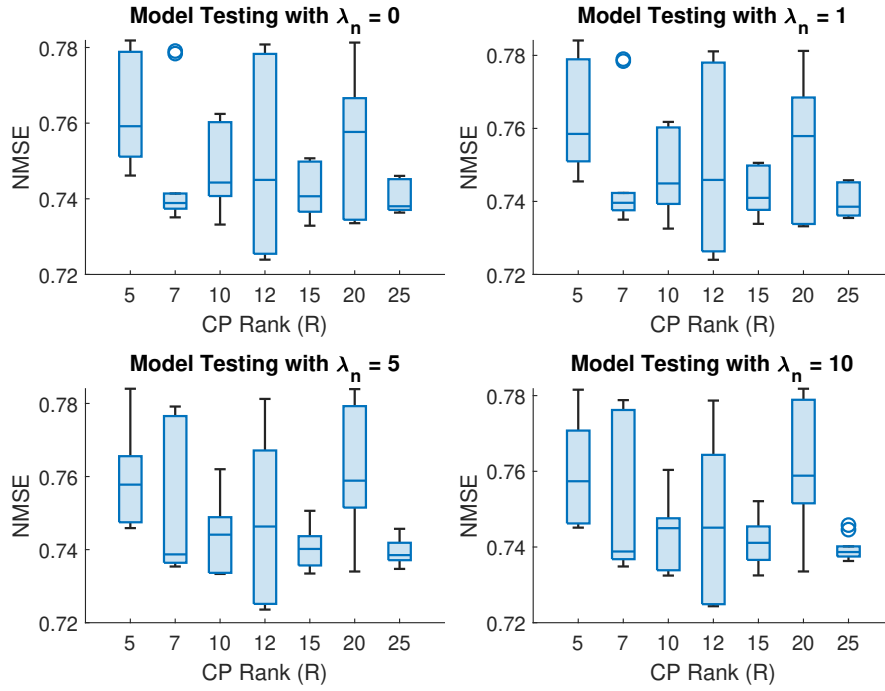 Model Testing with λn = 0
0.78
0.76
0.74
0.72
NMSE
5 7 10 12 15 20 25
CP Rank (R)
Model Testing with λn = 1
0.78
0.76
0.74
0.72
NMSE
5 7 10 12 15 20 25
CP Rank (R)
Model Testing with λn = 5
0.78
0.76
0.74
0.72
NMSE
5 7 10 12 15 20 25
CP Rank (R)
Model Testing with λn = 10
0.78
0.76
0.74
0.72
NMSE
5 7 10 12 15 20 25
CP Rank (R)